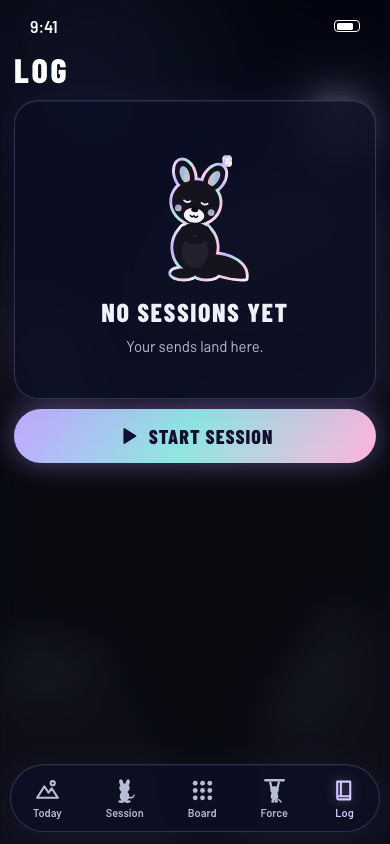 9:41
LOG
NO SESSIONS YET
Your sends land here.
START SESSION
Today
Session
Board
Force
Log